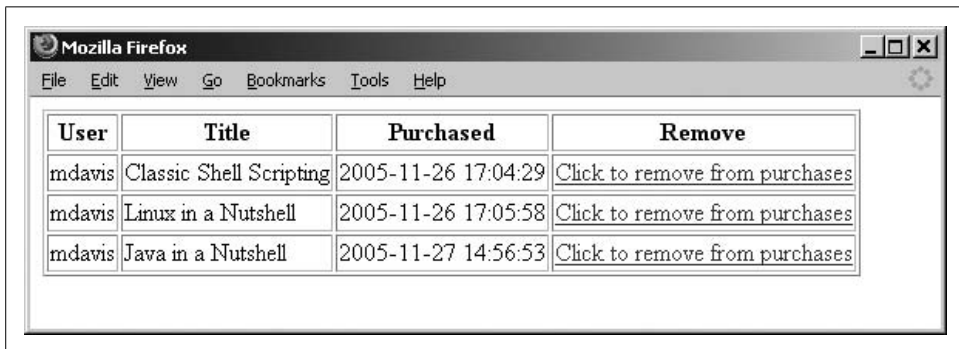 Mozilla Firefox
File Edit View Go Bookmarks Tools Help
User Title Purchased Remove
mdavis Classic Shell Scripting 2005-11-26 17:04:29 Click to remove from purchases
mdavis Linux in a Nutshell 2005-11-26 17:05:58 Click to remove from purchases
mdavis Java in a Nutshell 2005-11-27 14:56:53 Click to remove from purchases